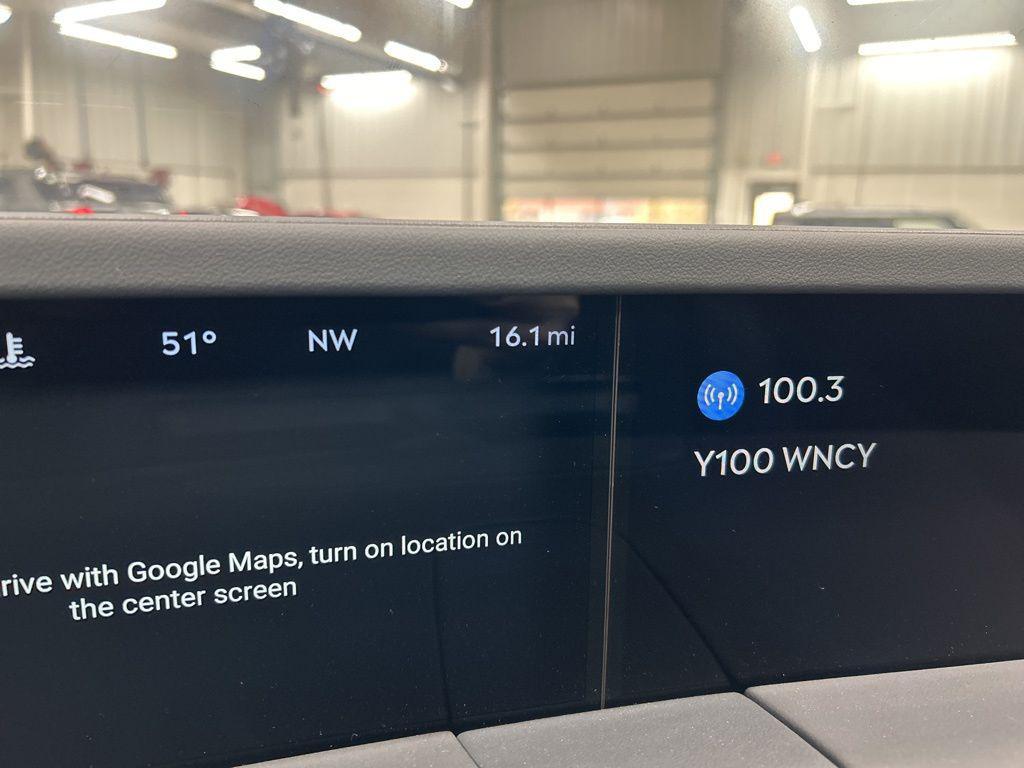 51° NW 16.1 mi
100.3
Y100 WNCY
rive with Google Maps, turn on location on
the center screen